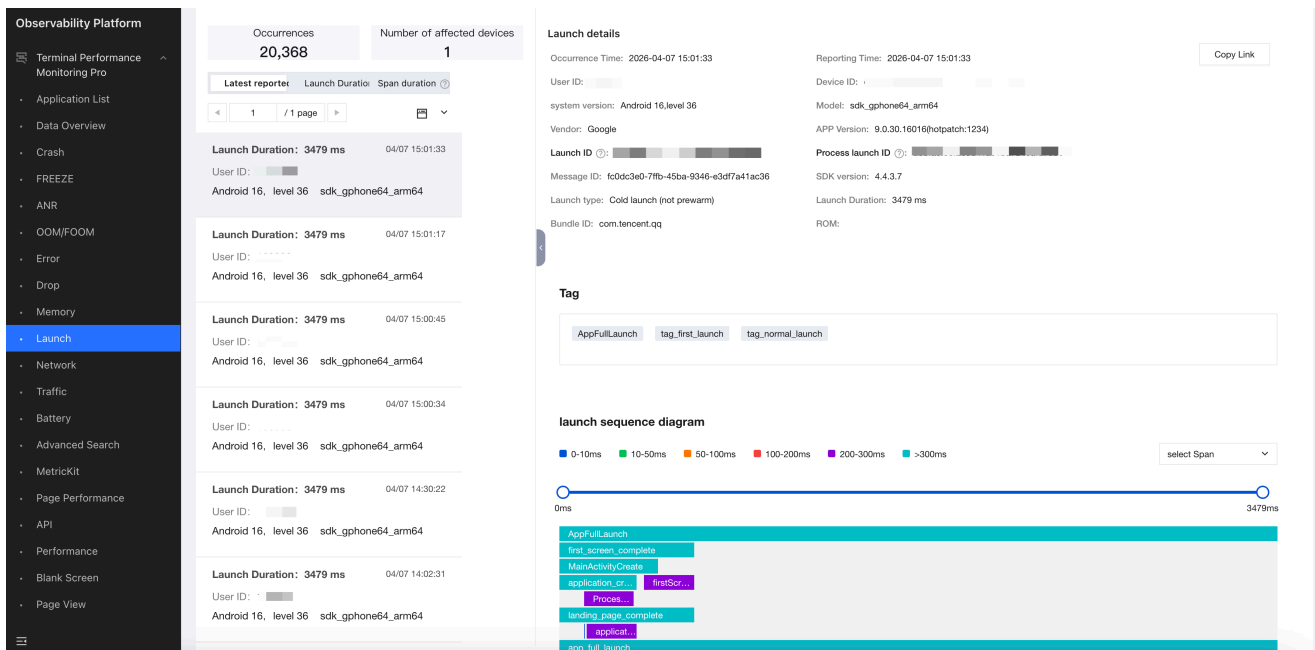 Observability Platform
Terminal Performance
Monitoring Pro
Application List
Data Overview
Crash
FREEZE
ANR
OOM/FOOM
Error
Drop
Memory
Launch
Network
Traffic
Battery
Advanced Search
MetricKit
Page Performance
API
Performance
Blank Screen
Page View
Occurrences
20,368
Number of affected devices
1
Latest reporte Launch Duratio Span duration
1 / 1 page
Launch Duration: 3479 ms 04/07 15:01:33
User ID:
Android 16, level 36 sdk_gphone64_arm64
Launch Duration: 3479 ms 04/07 15:01:17
User ID:
Android 16, level 36 sdk_gphone64_arm64
Launch Duration: 3479 ms 04/07 15:00:45
User ID:
Android 16, level 36 sdk_gphone64_arm64
Launch Duration: 3479 ms 04/07 15:00:34
User ID:
Android 16, level 36 sdk_gphone64_arm64
Launch Duration: 3479 ms 04/07 14:30:22
User ID:
Android 16, level 36 sdk_gphone64_arm64
Launch Duration: 3479 ms 04/07 14:02:31
User ID:
Android 16, level 36 sdk_gphone64_arm64
Launch details
Copy Link
Occurrence Time: 2026-04-07 15:01:33 Reporting Time: 2026-04-07 15:01:33
User ID: Device ID:
system version: Android 16,level 36 Model: sdk_gphone64_arm64
Vendor: Google APP Version: 9.0.30.16016(hotpatch:1234)
Launch ID : Process launch ID :
Message ID: fc0dc3e0-7ffb-45ba-9346-e3df7a41ac36 SDK version: 4.4.3.7
Launch type: Cold launch (not prewarm) Launch Duration: 3479 ms
Bundle ID: com.tencent.qq ROM:
Tag
AppFullLaunch tag_first_launch tag_normal_launch
launch sequence diagram
0-10ms 10-50ms 50-100ms 100-200ms 200-300ms >300ms select Span
0ms 3479ms
AppFullLaunch
first_screen_complete
MainActivityCreate
application_cr... firstScr...
Proces...
landing_page_complete
applicat...
app_full_launch